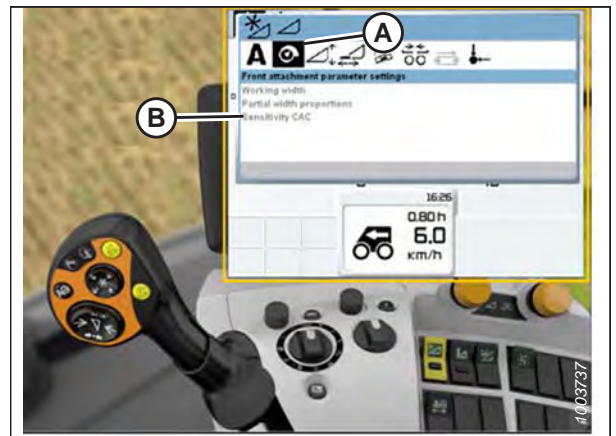 A
A
Front attachment parameter settings
Working width
Partial width proportions
B
Sensitivity CAC
16:26
0.80 h
6.0
km/h
1003737